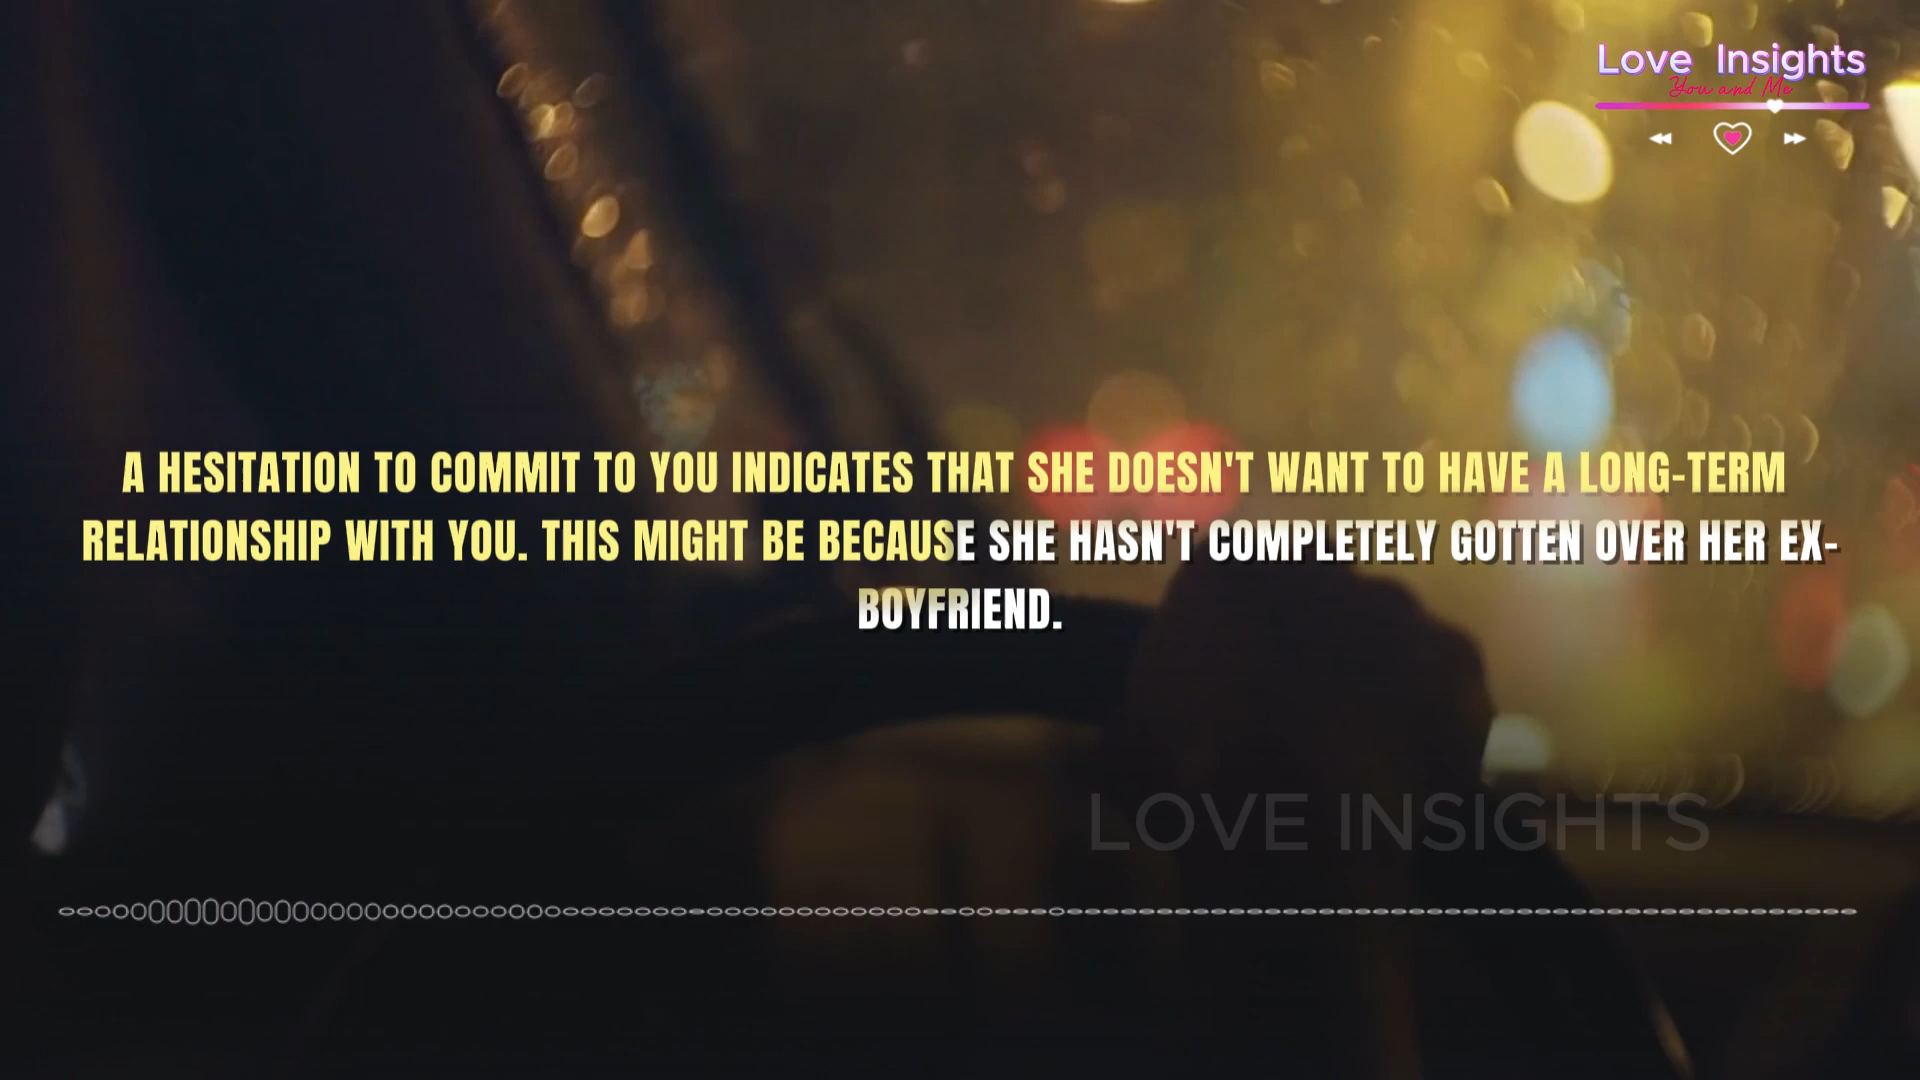 Love Insights
You and Me
A HESITATION TO COMMIT TO YOU INDICATES THAT SHE DOESN'T WANT TO HAVE A LONG-TERM
RELATIONSHIP WITH YOU. THIS MIGHT BE BECAUSE SHE HASN'T COMPLETELY GOTTEN OVER HER EX-
BOYFRIEND.
LOVE INSIGHTS